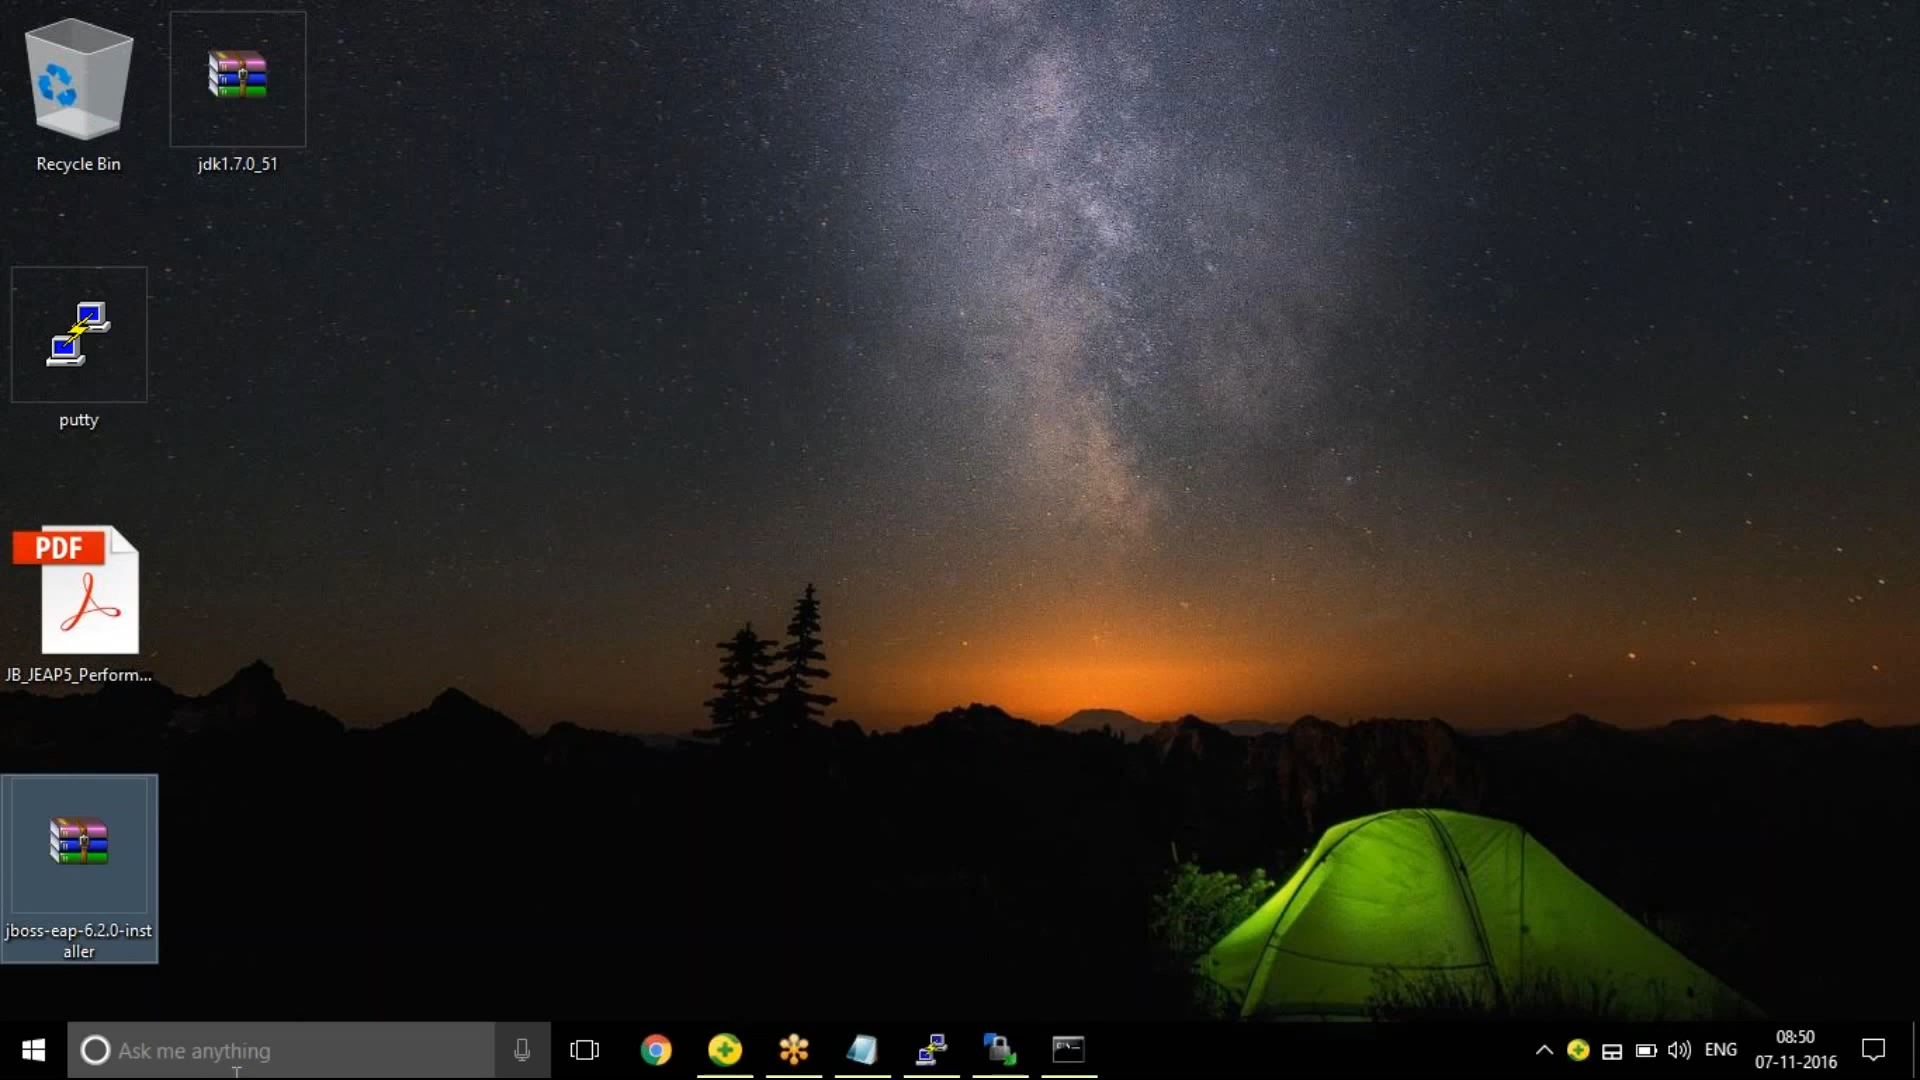 Recycle Bin
jdk1.7.0_51
putty
PDF
JB_JEAP5_Perform...
jboss-eap-6.2.0-inst
aller
Ask me anything
ENG
08:50
07-11-2016